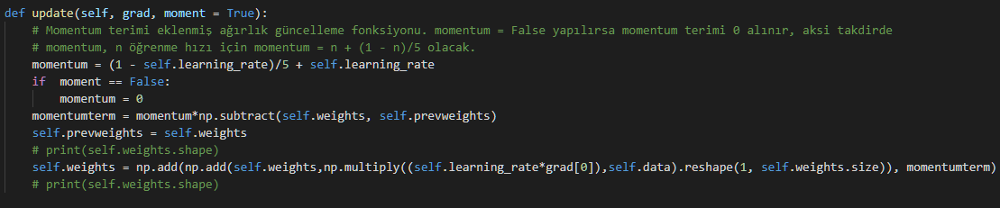 def update(self, grad, moment = True):
# Momentum terimi eklenmiş ağırlık güncelleme fonksiyonu. momentum = False yapılırsa momentum terimi 0 alınır, aksi takdirde
# momentum, n öğrenme hızı için momentum = n + (1 - n)/5 olacak.
momentum = (1 - self.learning_rate)/5 + self.learning_rate
if  moment == False:
momentum = 0
momentumterm = momentum*np.subtract(self.weights, self.prevweights)
self.prevweights = self.weights
# print(self.weights.shape)
self.weights = np.add(np.add(self.weights,np.multiply((self.learning_rate*grad[0]),self.data).reshape(1, self.weights.size)), momentumterm)
# print(self.weights.shape)